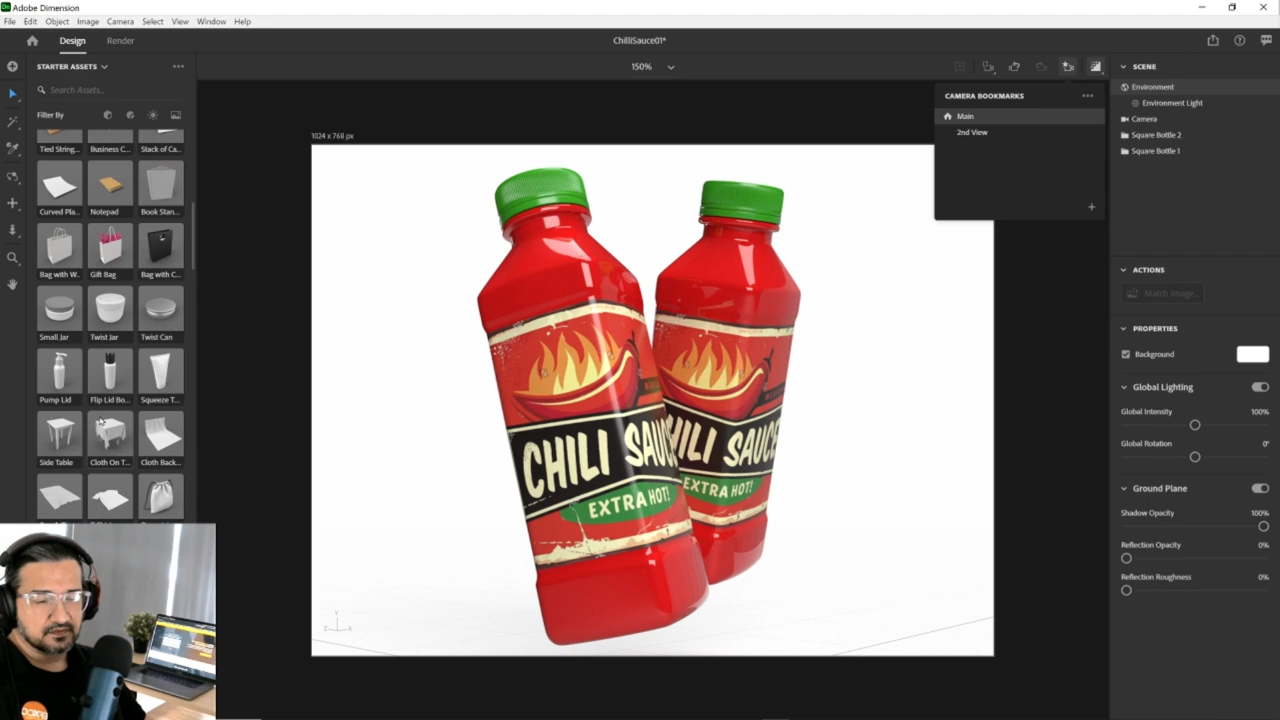 Adobe Dimension
File Edit Object Image Camera Select View Window Help
Design Render
ChilliSauce01*
STARTER ASSETS
150%
Search Assets...
Filter By
Tied String... Business C... Stack of Ca...
Curved Pla... Notepad Book Stan...
Bag with W... Gift Bag Bag with C...
Small Jar Twist Jar Twist Can
Pump Lid Flip Lid Bo... Squeeze T...
Side Table Cloth On T... Cloth Back...
1024 x 768 px
CHILI SAUC
EXTRA HOT!
HILI SAUCE
EXTRA HOT!
Y
Z X
CAMERA BOOKMARKS
Main
2nd View
SCENE
Environment
Environment Light
Camera
Square Bottle 2
Square Bottle 1
ACTIONS
Match Image...
PROPERTIES
Background
Global Lighting
Global Intensity 100%
Global Rotation 0°
Ground Plane
Shadow Opacity 100%
Reflection Opacity 0%
Reflection Roughness 0%